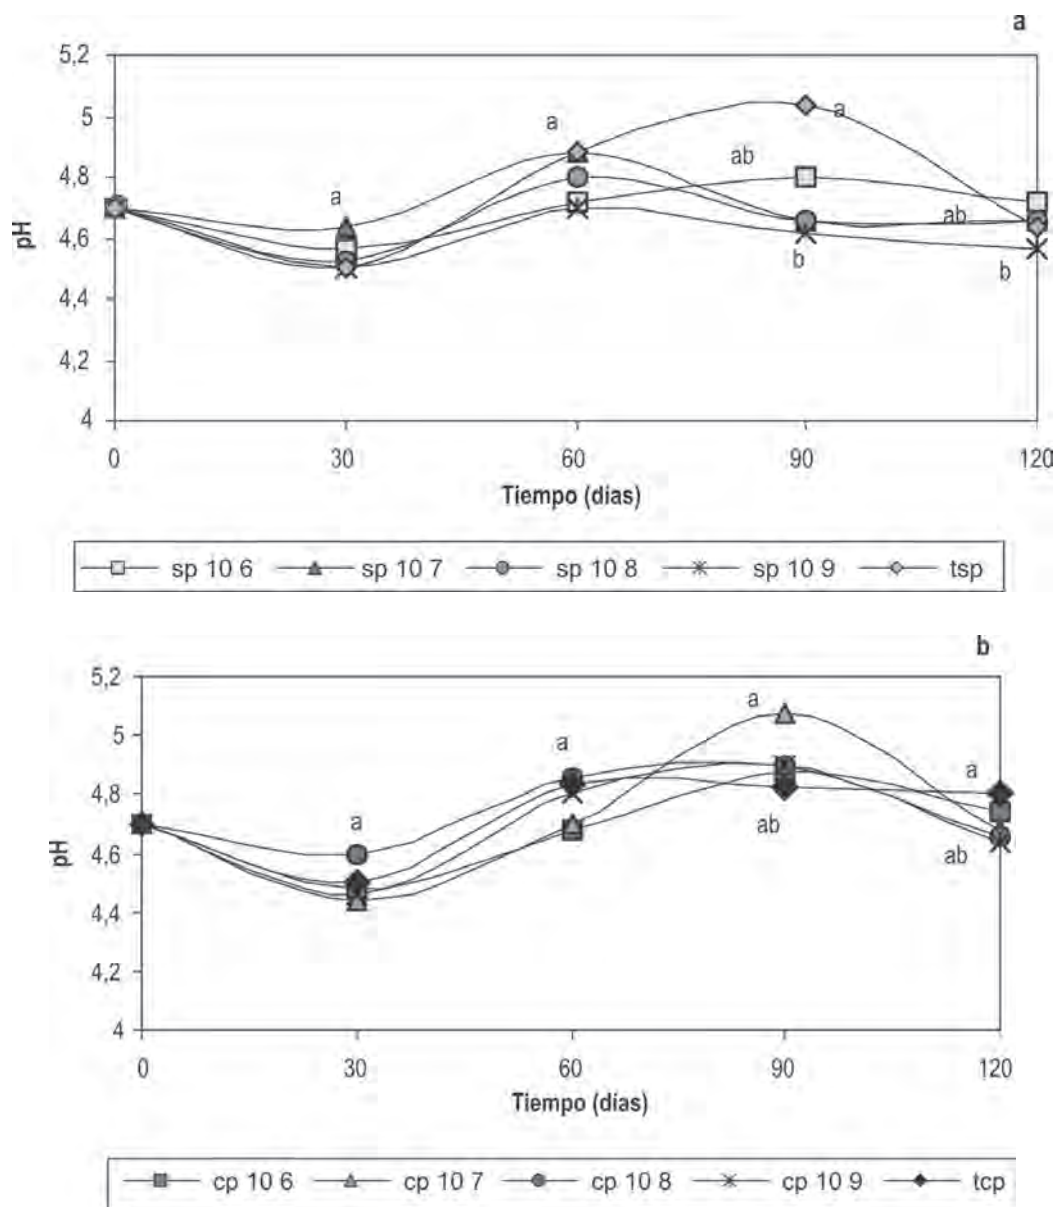 a
5,2
5
4,8
4,6
4,4
4,2
4
pH
a
a
ab
a
b
ab
b
0 30 60 90 120
Tiempo (días)
sp 10 6 sp 10 7 sp 10 8 sp 10 9 tsp
b
5,2
5
4,8
4,6
4,4
4,2
4
pH
a
a
a
ab
a
ab
0 30 60 90 120
Tiempo (días)
cp 10 6 cp 10 7 cp 10 8 cp 10 9 tcp